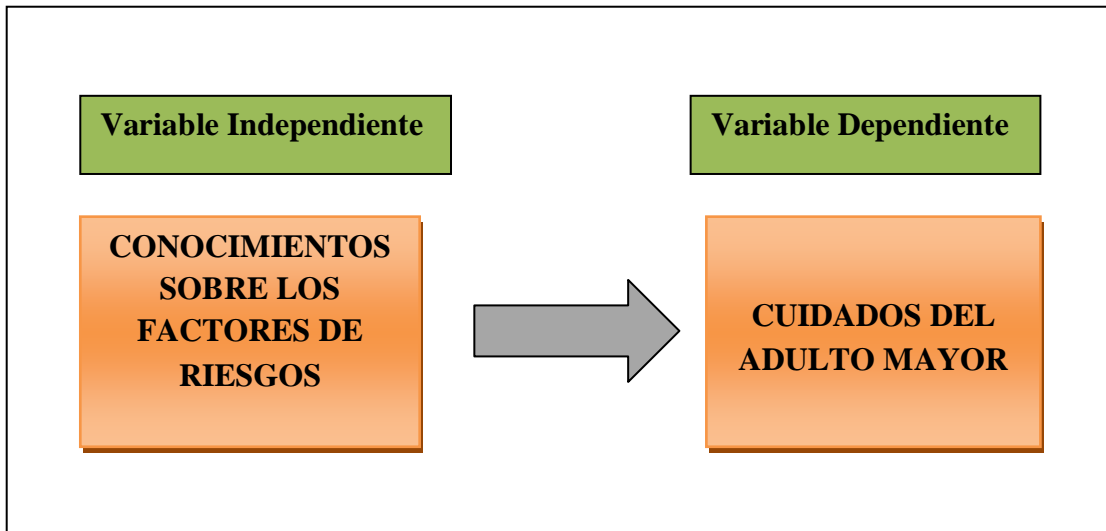 Variable Independiente
Variable Dependiente
CONOCIMIENTOS
SOBRE LOS
FACTORES DE
RIESGOS
CUIDADOS DEL
ADULTO MAYOR